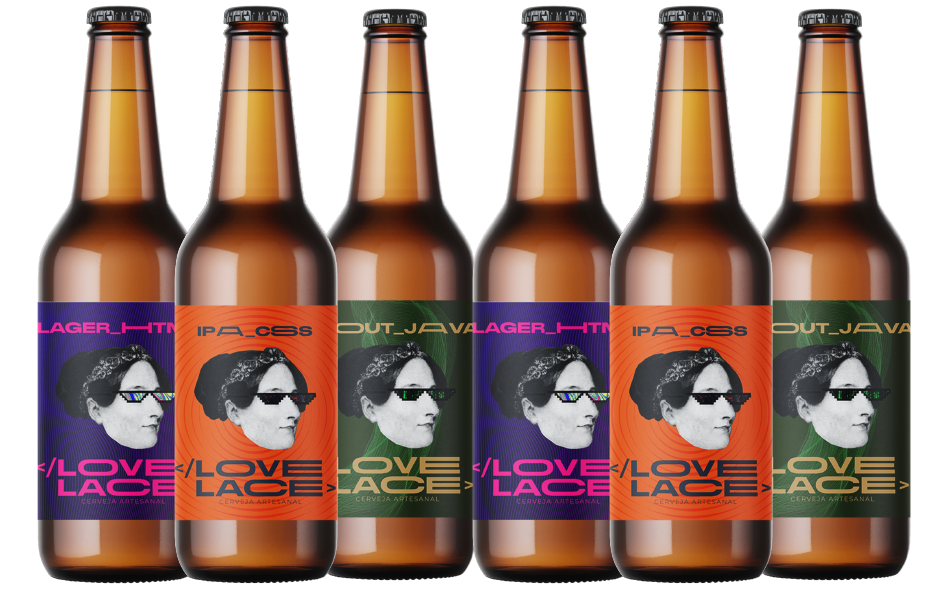 LAGER_HTM
</LOVE
LACE
CERVEJA ARTESANAL
IPA_CSS
</LOVE
LACE>
CERVEJA ARTESANAL
OUT_JAVA
LOVE
LACE>
CERVEJA ARTESANAL
LAGER_HTM
</LOVE
LACE
CERVEJA ARTESANAL
IPA_CSS
</LOVE
LACE>
CERVEJA ARTESANAL
OUT_JAVA
LOVE
LACE>
CERVEJA ARTESANAL